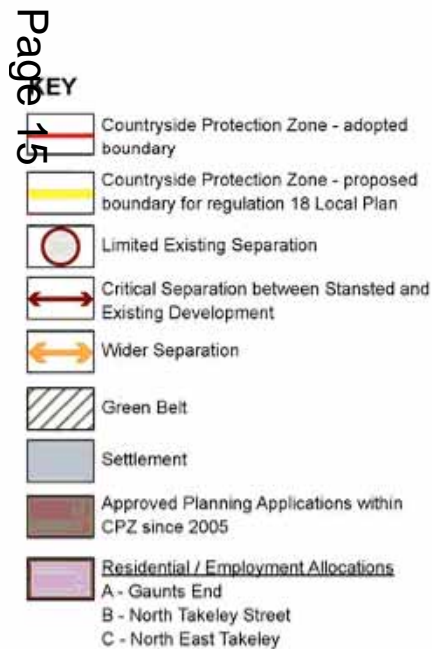 Page 15
KEY
Countryside Protection Zone - adopted
boundary
Countryside Protection Zone - proposed
boundary for regulation 18 Local Plan
Limited Existing Separation
Critical Separation between Stansted and
Existing Development
Wider Separation
Green Belt
Settlement
Approved Planning Applications within
CPZ since 2005
Residential / Employment Allocations
A - Gaunts End
B - North Takeley Street
C - North East Takeley